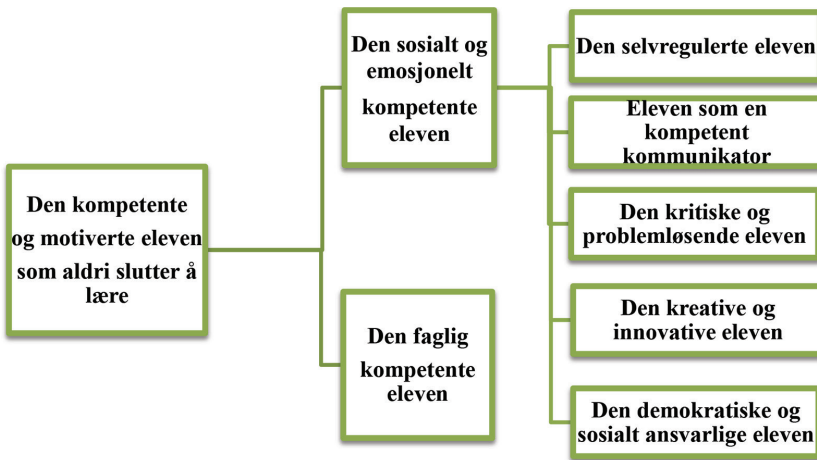 Den kompetente
og motiverte eleven
som aldri slutter å
lære
Den sosialt og
emosjonelt
kompetente
eleven
Den faglig
kompetente
eleven
Den selvregulerte eleven
Eleven som en
kompetent
kommunikator
Den kritiske og
problemløsende eleven
Den kreative og
innovative eleven
Den demokratiske og
sosialt ansvarlige eleven